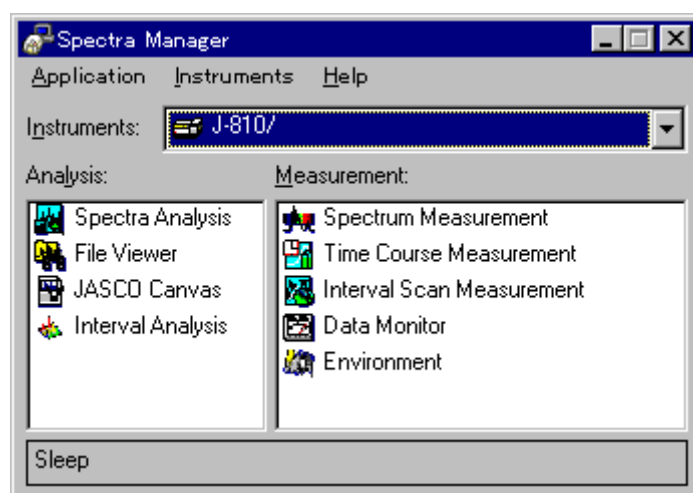 Spectra Manager
Application Instruments Help
Instruments: J-810/
Analysis: Measurement:
Spectra Analysis
File Viewer
JASCO Canvas
Interval Analysis
Spectrum Measurement
Time Course Measurement
Interval Scan Measurement
Data Monitor
Environment
Sleep